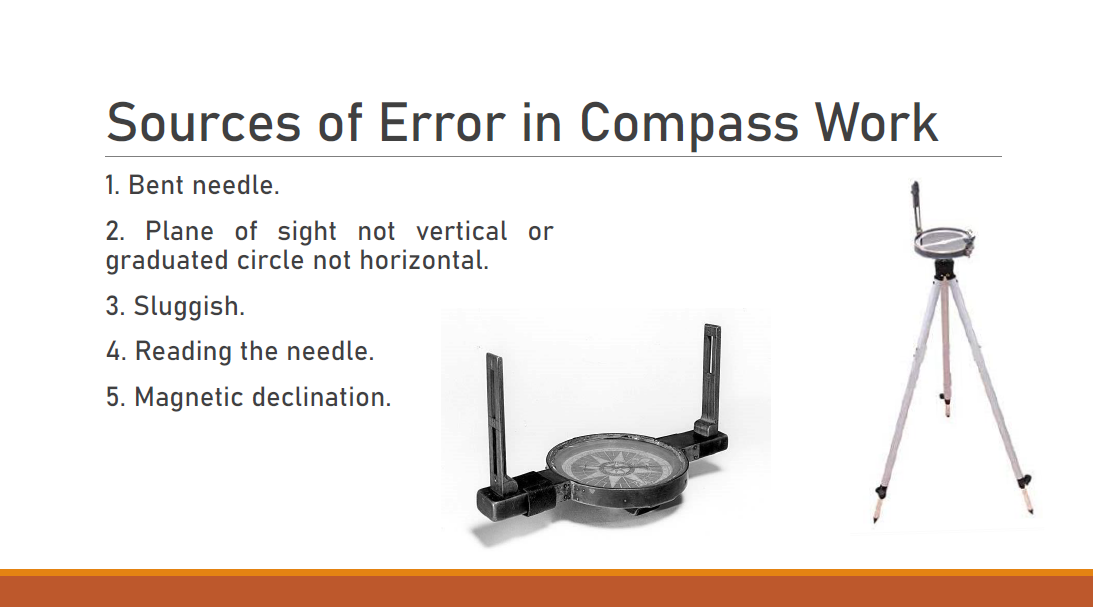 Sources of Error in Compass Work
1. Bent needle.
2. Plane of sight not vertical or
graduated circle not horizontal.
3. Sluggish.
4. Reading the needle.
5. Magnetic declination.